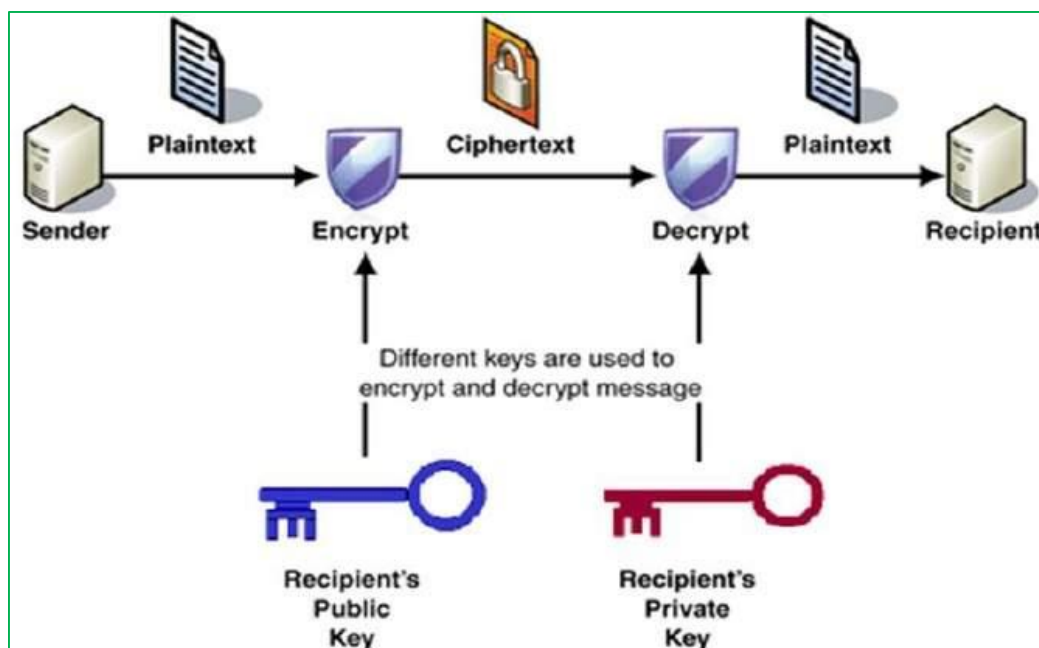 Plaintext
Ciphertext
Plaintext
Sender
Encrypt
Decrypt
Recipient
Different keys are used to
encrypt and decrypt message
Recipient's
Public
Key
Recipient's
Private
Key